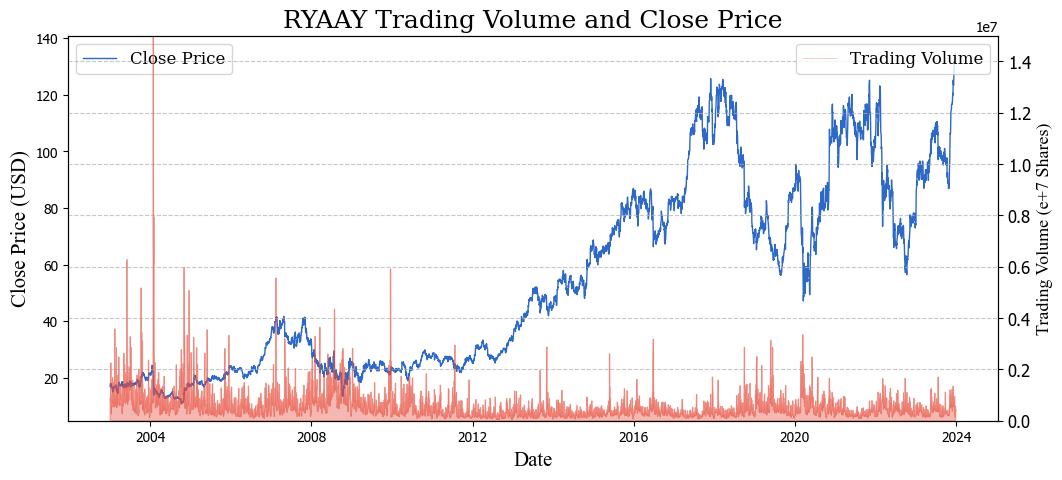 RYAAY Trading Volume and Close Price
1e7
Close Price
Trading Volume
140
120
100
80
60
40
20
1.4
1.2
1.0
0.8
0.6
0.4
0.2
0.0
Close Price (USD)
Trading Volume (e+7 Shares)
2004 2008 2012 2016 2020 2024
Date